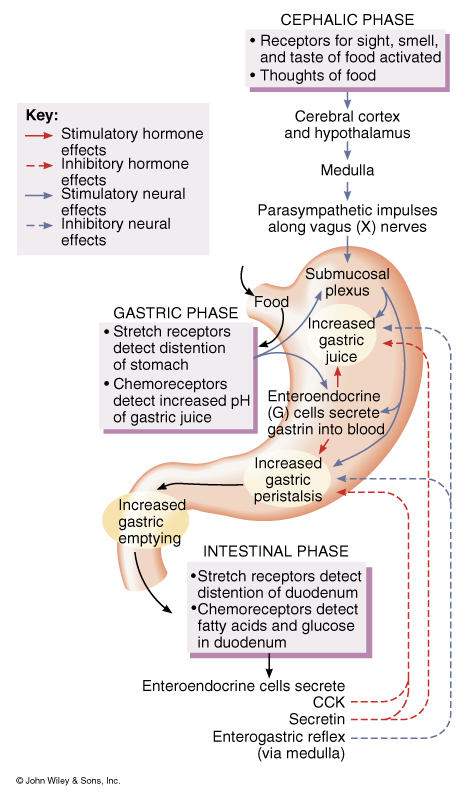 CEPHALIC PHASE
• Receptors for sight, smell,
and taste of food activated
• Thoughts of food
Key:
Stimulatory hormone
effects
Inhibitory hormone
effects
Stimulatory neural
effects
Inhibitory neural
effects
Cerebral cortex
and hypothalamus
Medulla
Parasympathetic impulses
along vagus (X) nerves
Submucosal
plexus
Food
GASTRIC PHASE
• Stretch receptors
detect distention
of stomach
• Chemoreceptors
detect increased pH
of gastric juice
Increased
gastric
juice
Enteroendocrine
(G) cells secrete
gastrin into blood
Increased
gastric
peristalsis
Increased
gastric
emptying
INTESTINAL PHASE
•Stretch receptors detect
distention of duodenum
•Chemoreceptors detect
fatty acids and glucose
in duodenum
Enteroendocrine cells secrete
CCK
Secretin
Enterogastric reflex
(via medulla)
© John Wiley & Sons, Inc.